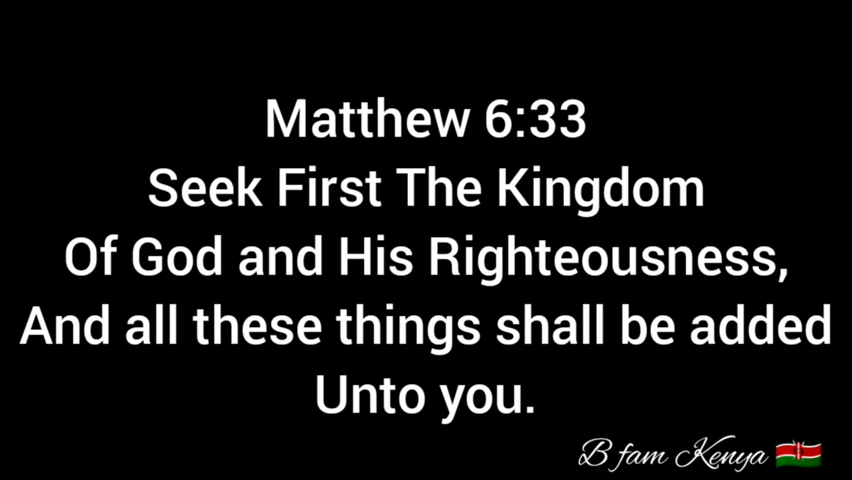 Matthew 6:33
Seek First The Kingdom
Of God and His Righteousness,
And all these things shall be added
Unto you.
B fam Kenya 🇰🇪